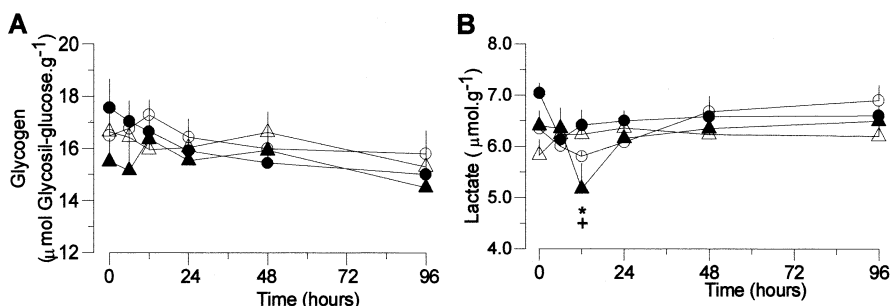 A
Glycogen
(μmol Glycosil-glucose.g⁻¹)
20
18
16
14
12
0 24 48 72 96
Time (hours)
B
Lactate ( μmol.g⁻¹)
8.0
7.0
6.0
5.0
4.0
*
+
0 24 48 72 96
Time (hours)